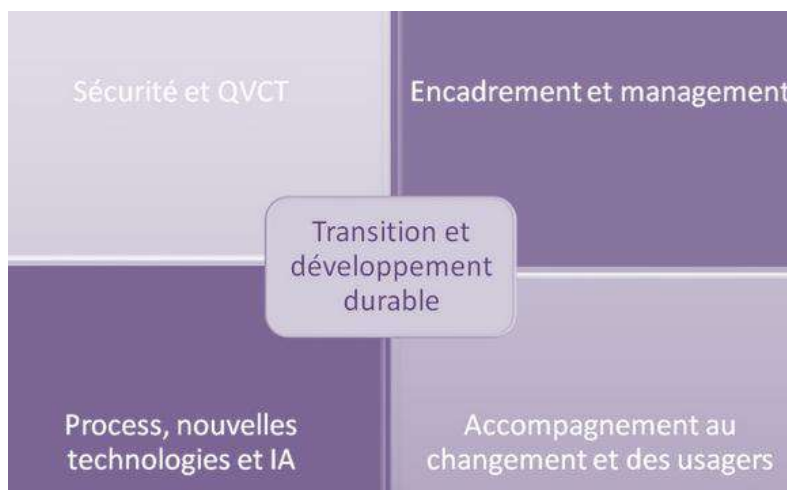 Sécurité et QVCT
Encadrement et management
Transition et
développement
durable
Process, nouvelles
technologies et IA
Accompagnement au
changement et des usagers